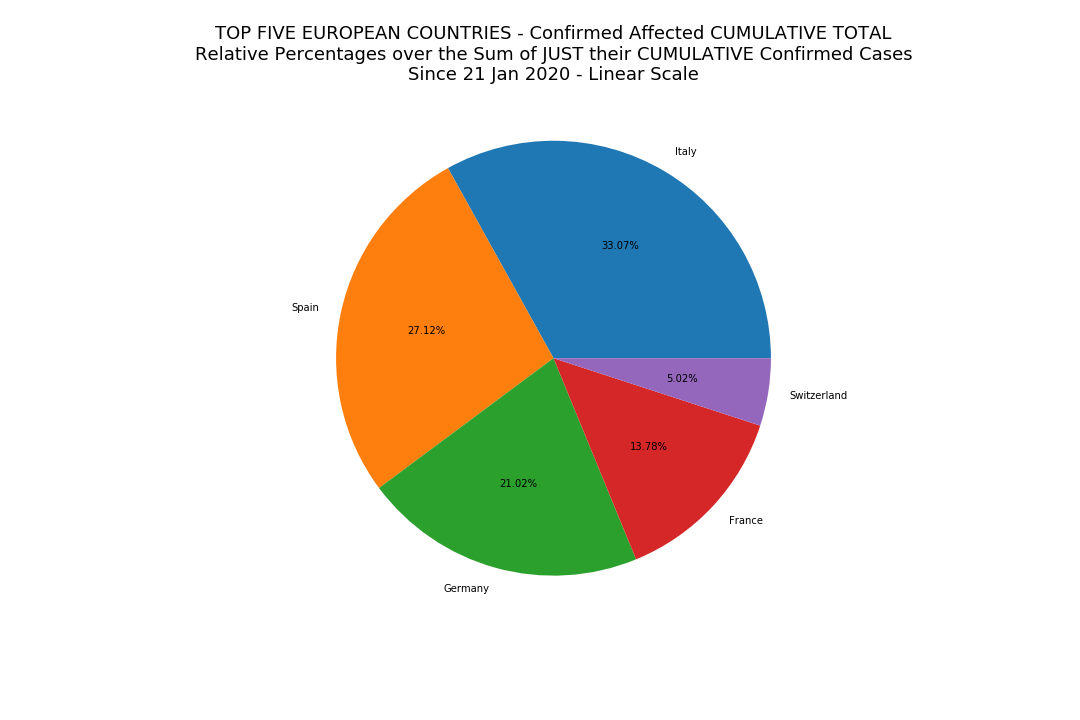 TOP FIVE EUROPEAN COUNTRIES - Confirmed Affected CUMULATIVE TOTAL
Relative Percentages over the Sum of JUST their CUMULATIVE Confirmed Cases
Since 21 Jan 2020 - Linear Scale
Italy
33.07%
Spain
27.12%
5.02%
Switzerland
13.78%
21.02%
France
Germany